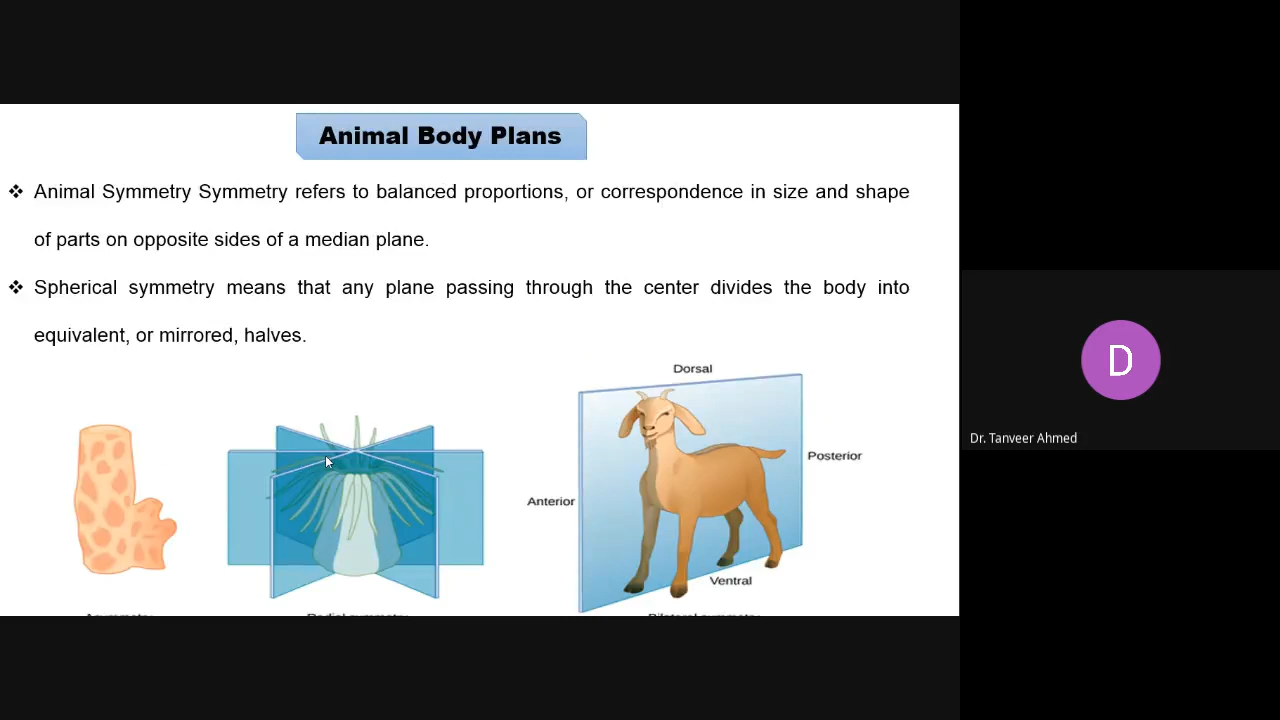 Animal Body Plans
❖ Animal Symmetry Symmetry refers to balanced proportions, or correspondence in size and shape
of parts on opposite sides of a median plane.
❖ Spherical symmetry means that any plane passing through the center divides the body into
equivalent, or mirrored, halves.
Dorsal
Posterior
Anterior
Ventral
D
Dr. Tanveer Ahmed